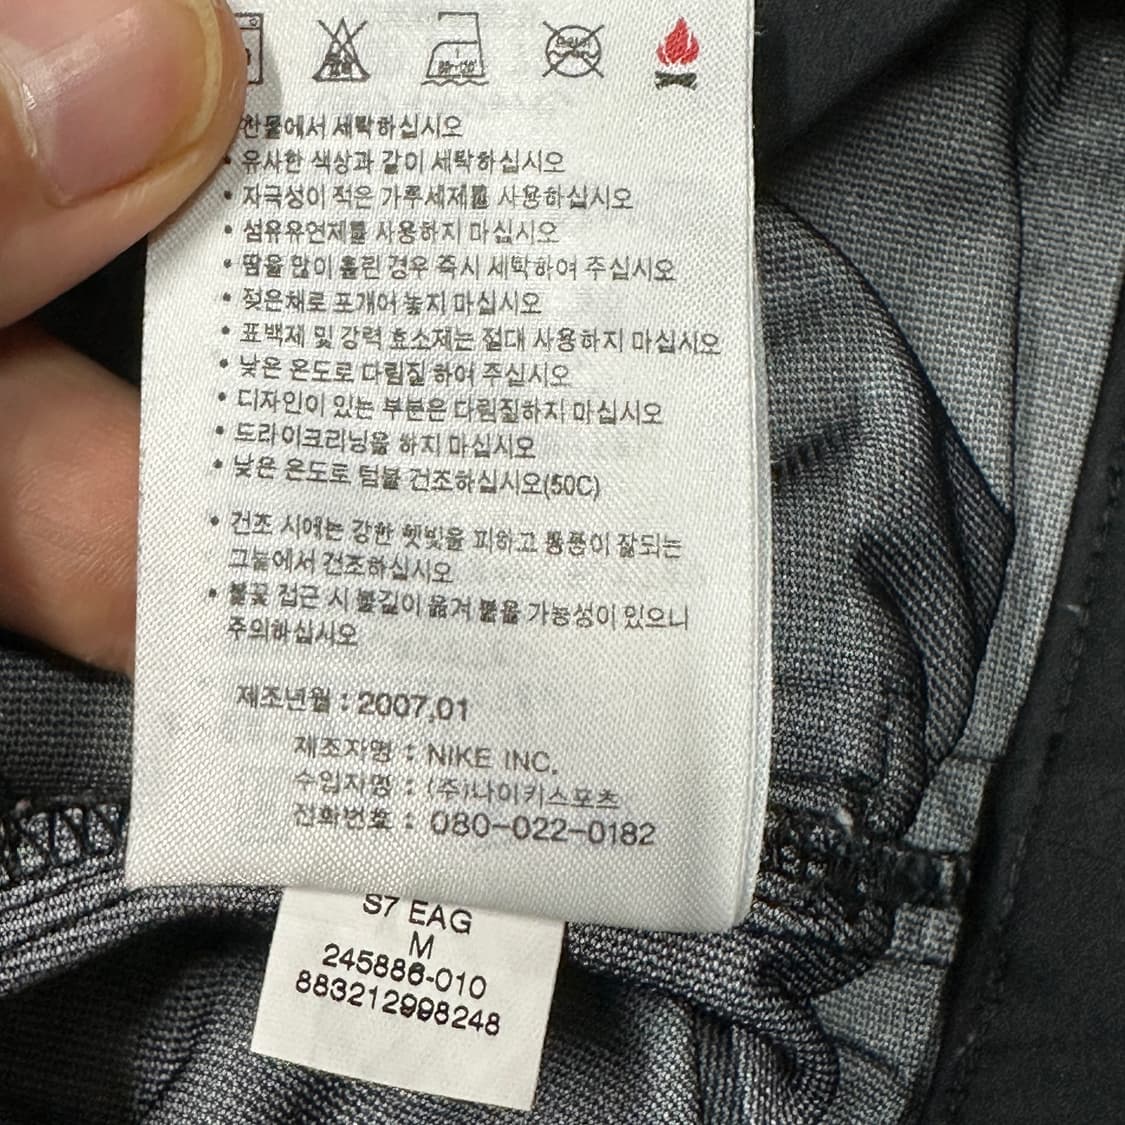 찬물에서 세탁하십시오
• 유사한 색상과 같이 세탁하십시오
• 자극성이 적은 가루세제를 사용하십시오
• 섬유유연제를 사용하지 마십시오
• 땀을 많이 흘린 경우 즉시 세탁하여 주십시오
• 젖은채로 포개어 놓지 마십시오
• 표백제 및 강력 효소제는 절대 사용하지 마십시오
• 낮은 온도로 다림질 하여 주십시오
• 디자인이 있는 부분은 다림질하지 마십시오
• 드라이크리닝을 하지 마십시오
• 낮은 온도로 텀블 건조하십시오(50C)
• 건조 시에는 강한 햇빛을 피하고 통풍이 잘되는
그늘에서 건조하십시오
• 불꽃 접근 시 불길이 옮겨 붙을 가능성이 있으니
주의하십시오
제조년월 : 2007.01
제조자명 : NIKE INC.
수입자명 : (주)나이키스포츠
전화번호 : 080-022-0182
S7 EAG
M
245886-010
883212998248